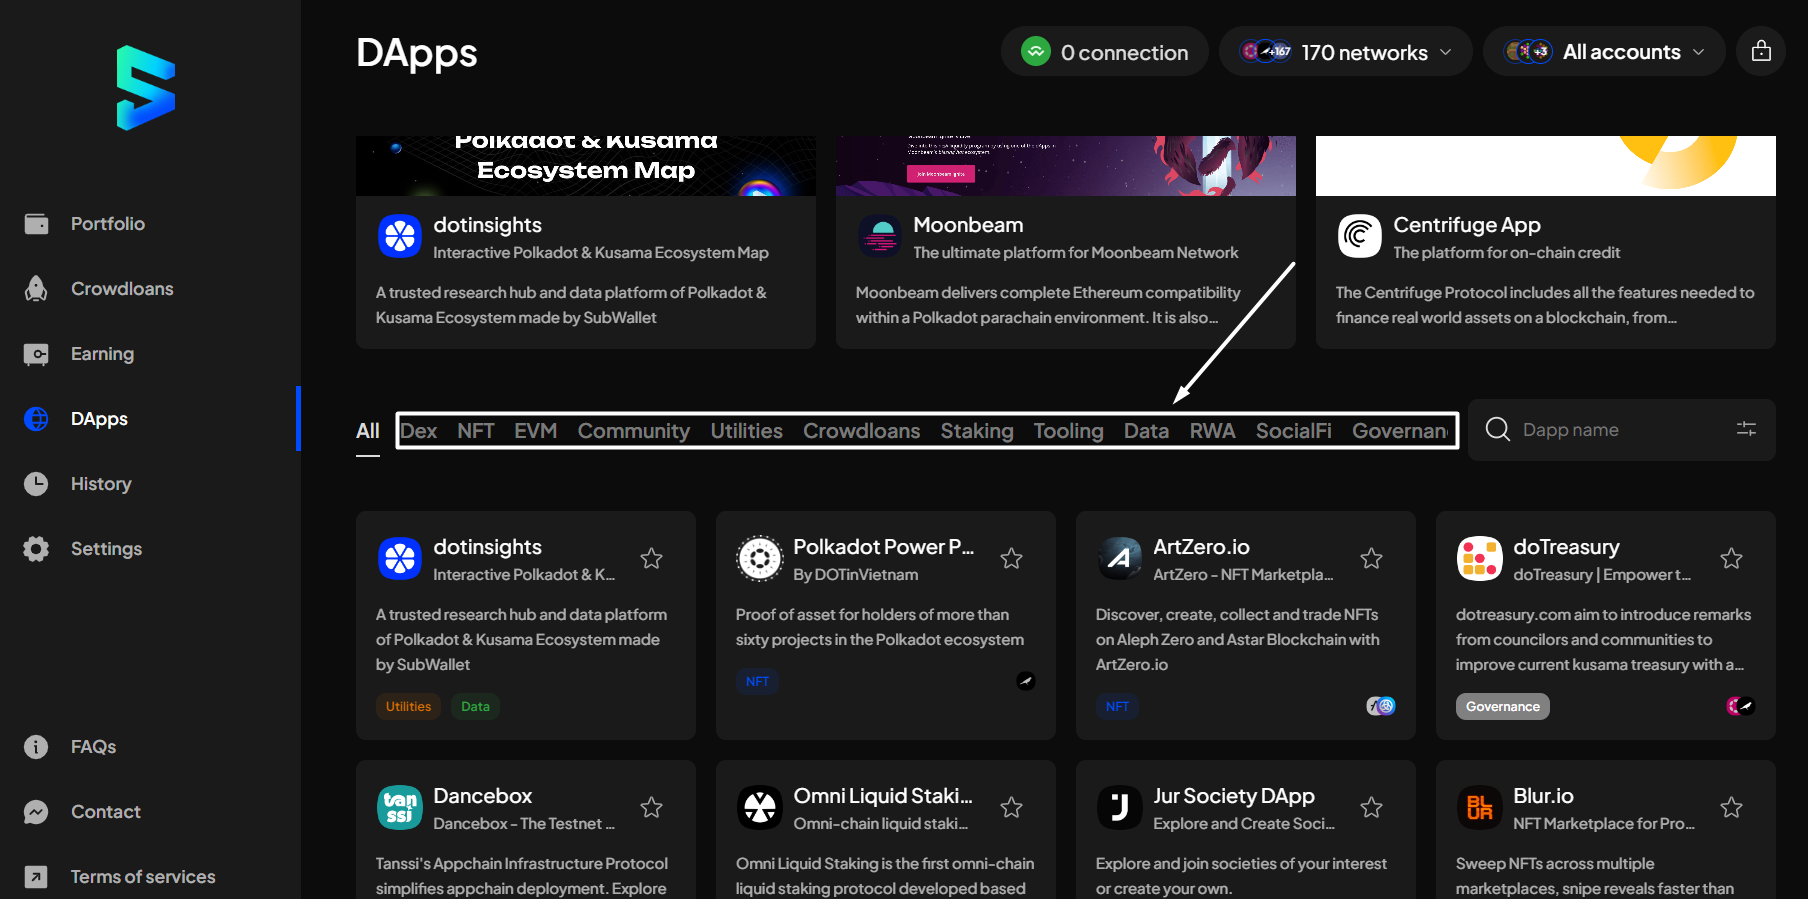 DApps
0 connection
+167
170 networks
+3
All accounts
Portfolio
Crowdloans
Earning
DApps
History
Settings
FAQs
Contact
Terms of services
Polkadot & Kusama
Ecosystem Map
dotinsights
Interactive Polkadot & Kusama Ecosystem Map
A trusted research hub and data platform of Polkadot &
Kusama Ecosystem made by SubWallet
Join Moonbeam Ignite
Moonbeam
The ultimate platform for Moonbeam Network
Moonbeam delivers complete Ethereum compatibility
within a Polkadot parachain environment. It is also...
Centrifuge App
The platform for on-chain credit
The Centrifuge Protocol includes all the features needed to
finance real world assets on a blockchain, from...
All Dex NFT EVM Community Utilities Crowdloans Staking Tooling Data RWA SocialFi Governan
Dapp name
dotinsights
Interactive Polkadot & K...
A trusted research hub and data platform
of Polkadot & Kusama Ecosystem made
by SubWallet
Utilities Data
Polkadot Power P...
By DOTinVietnam
Proof of asset for holders of more than
sixty projects in the Polkadot ecosystem
NFT
ArtZero.io
ArtZero - NFT Marketpla...
Discover, create, collect and trade NFTs
on Aleph Zero and Astar Blockchain with
ArtZero.io
NFT
doTreasury
doTreasury | Empower t...
dotreasury.com aim to introduce remarks
from councilors and communities to
improve current kusama treasury with a...
Governance
tanssi
Dancebox
Dancebox - The Testnet ...
Tanssi's Appchain Infrastructure Protocol
simplifies appchain deployment. Explore
Omni Liquid Staki...
Omni-chain liquid staki...
Omni Liquid Staking is the first omni-chain
liquid staking protocol developed based
Jur Society DApp
Explore and Create Soci...
Explore and join societies of your interest
or create your own.
BLUR
Blur.io
NFT Marketplace for Pro...
Sweep NFTs across multiple
marketplaces, snipe reveals faster than